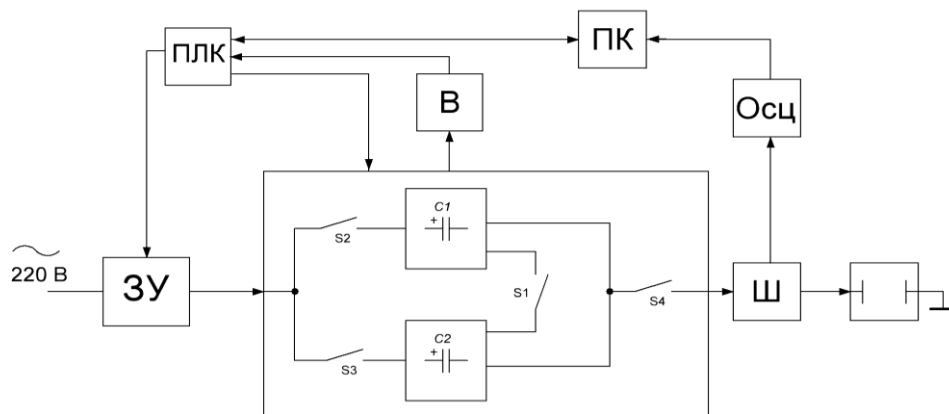 ПЛК
ПК
В
Осц
C1
+
S2
220 В
ЗУ
S1
S4
Ш
C2
+
S3